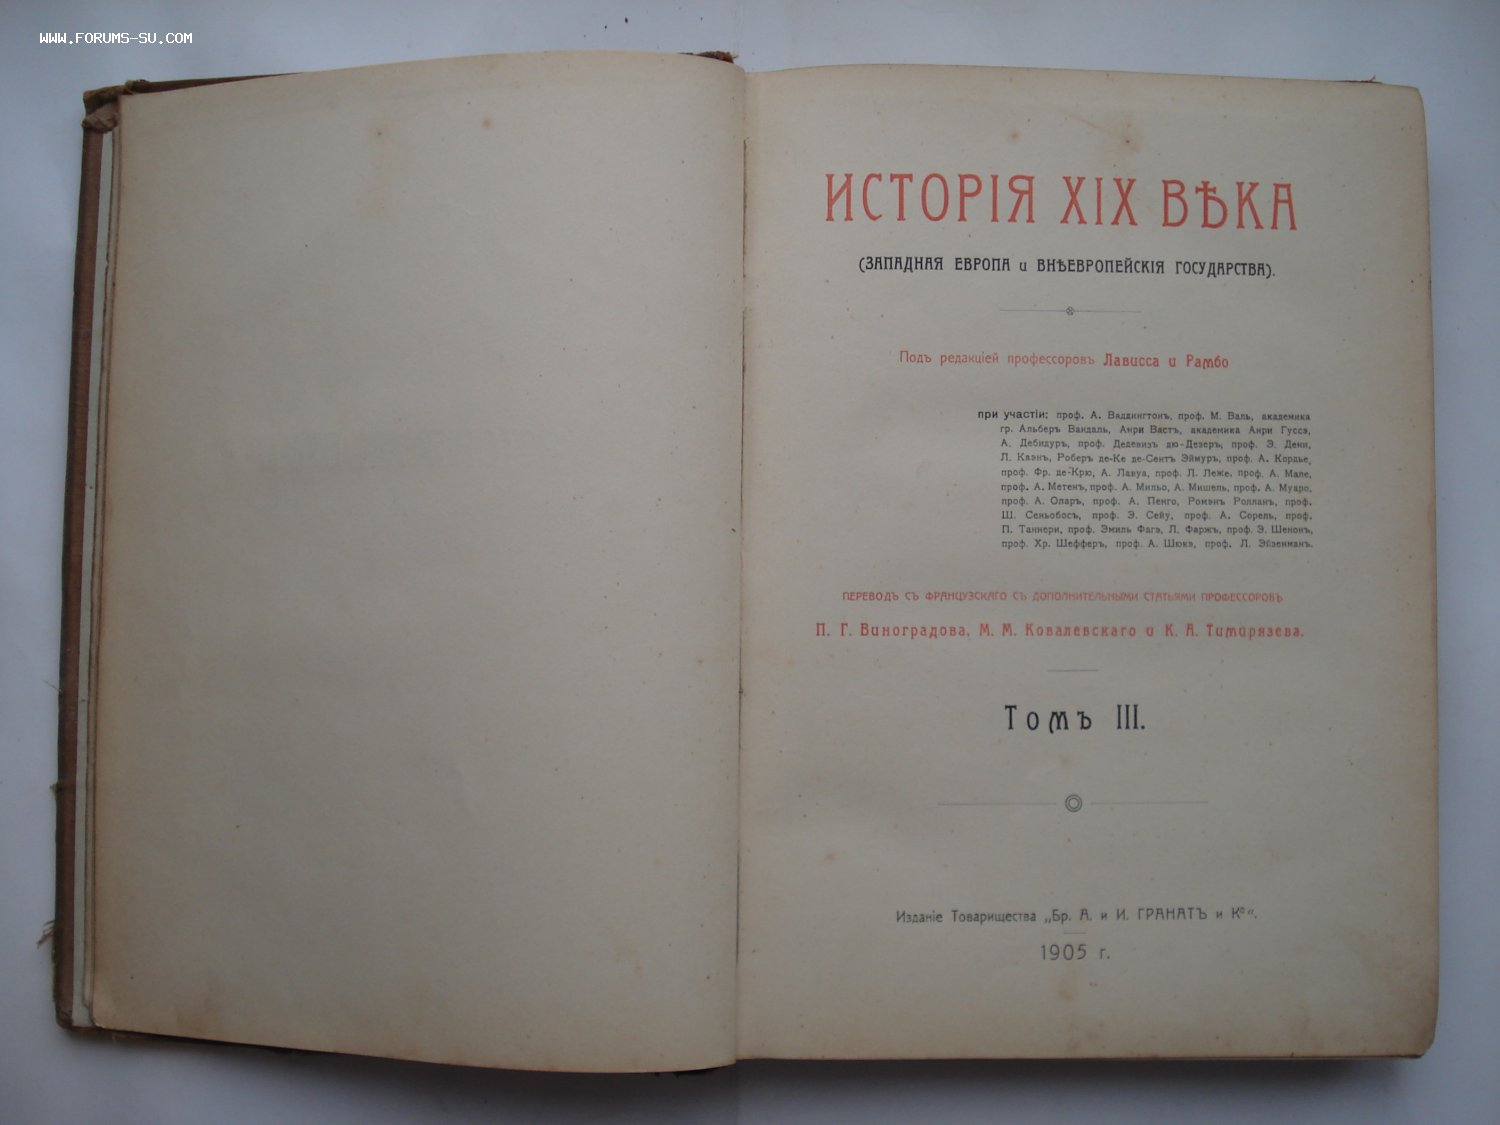 WWW.FORUMS-SU.COM
ИСТОРІЯ XIX ВѢКА
(ЗАПАДНАЯ ЕВРОПА и ВНѢЕВРОПЕЙСКІЯ ГОСУДАРСТВА).
Подъ редакціей профессоровъ Лависса и Рамбо
при участіи: проф. А. Ваддингтонъ, проф. М. Валь, академика
гр. Альберъ Вандаль, Анри Вастъ, академика Анри Гуссэ,
А. Дебидуръ, проф. Дедевизъ дю-Дезеръ, проф. Э. Дени,
Л. Каэнъ, Роберъ де-Ке де-Сентъ Эймуръ, проф. А. Кордье,
проф. Фр. де-Крю, А. Лавуа, проф. Л. Леже, проф. А. Мале,
проф. А. Метенъ, проф. А. Мильо, А. Мишель, проф. А. Муаро,
проф. А. Оларъ, проф. А. Пенго, Ромэнъ Ролланъ, проф.
Ш. Сеньобосъ, проф. Э. Сейу, проф. А. Сорель, проф.
П. Таннери, проф. Эмиль Фагэ, Л. Фаржъ, проф. Э. Шенонъ,
проф. Хр. Шефферъ, проф. А. Шюкэ, проф. Л. Эйзенманъ.
ПЕРЕВОДЪ СЪ ФРАНЦУЗСКАГО СЪ ДОПОЛНИТЕЛЬНЫМИ СТАТЬЯМИ ПРОФЕССОРОВЪ
П. Г. Виноградова, М. М. Ковалевскаго и К. А. Тимирязева.
Томъ III.
Изданіе Товарищества „Бр. А. и И. ГРАНАТЪ и Ко“.
1905 г.